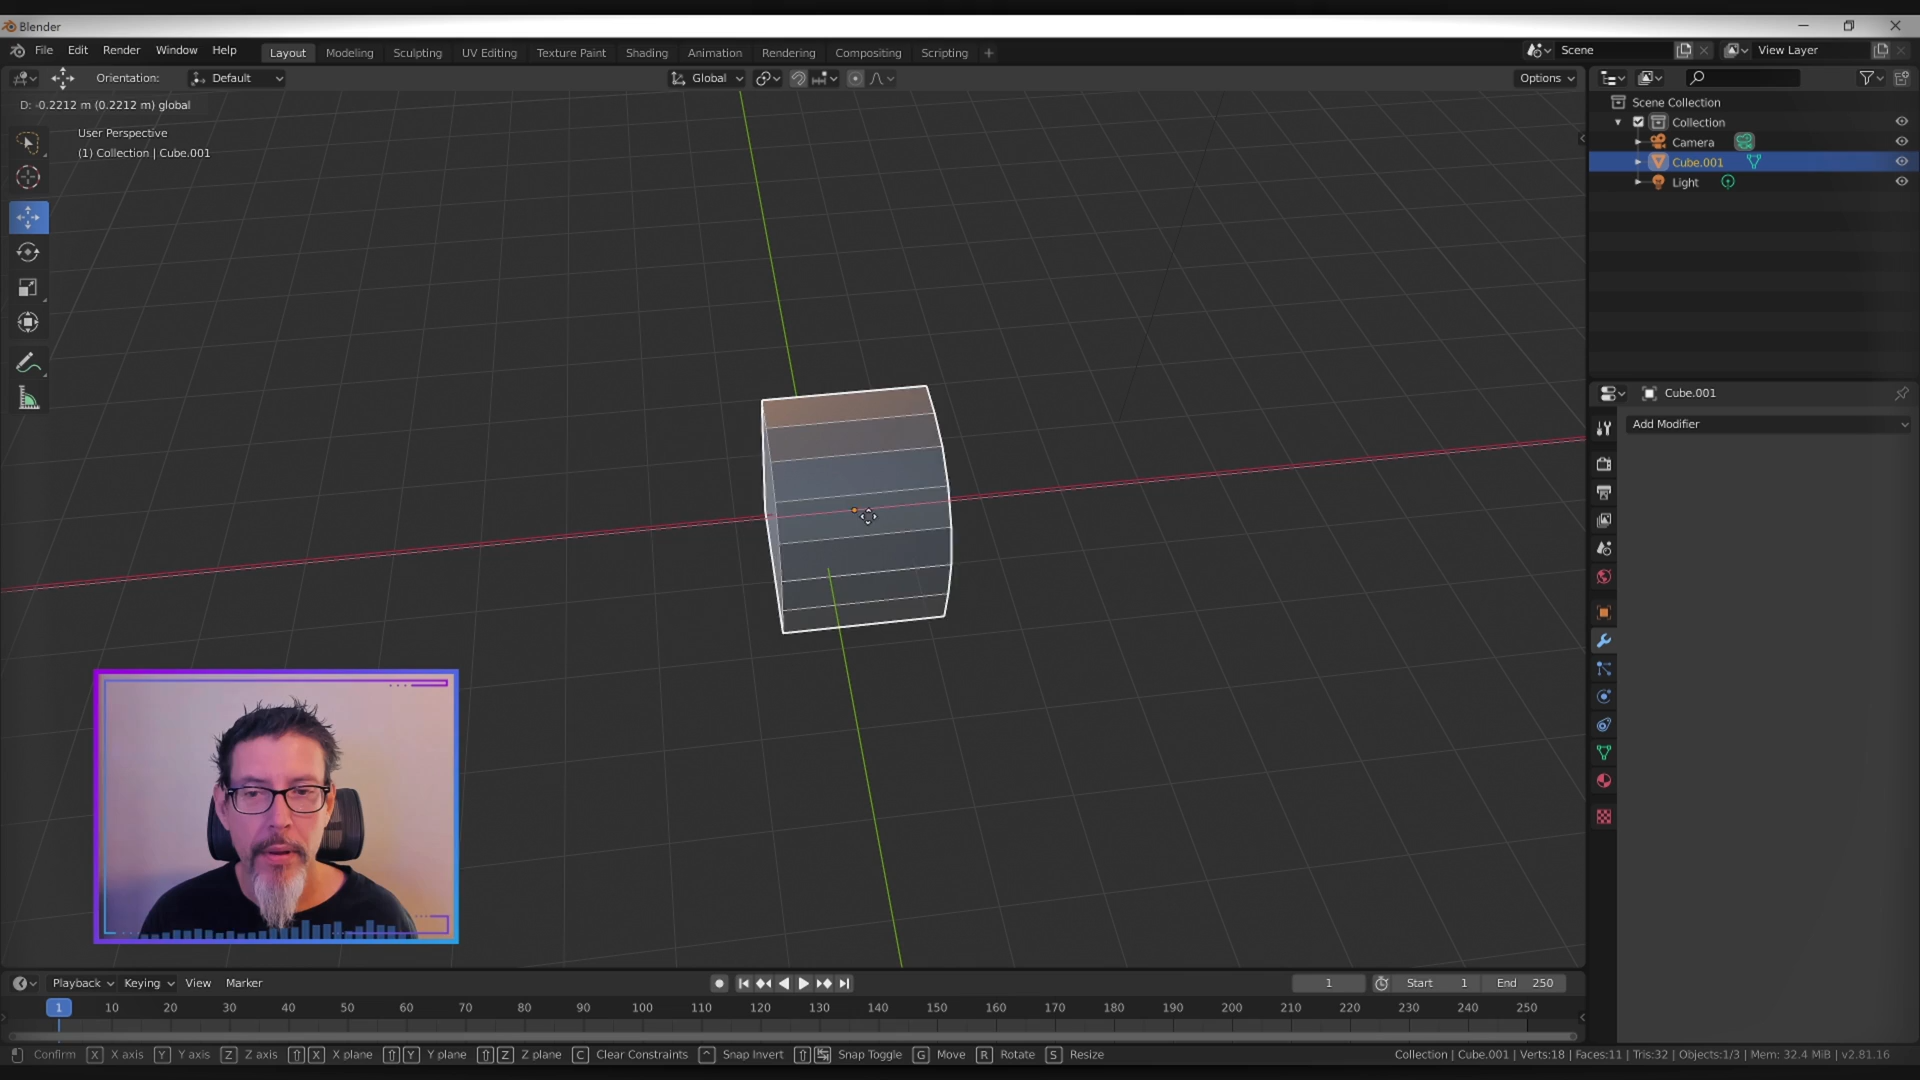 Blender
File Edit Render Window Help
Layout Modeling Sculpting UV Editing Texture Paint Shading Animation Rendering Compositing Scripting +
Scene
View Layer
Orientation: Default
Global
Options
D: -0.2212 m (0.2212 m) global
User Perspective
(1) Collection | Cube.001
Scene Collection
Collection
Camera
Cube.001
Light
Cube.001
Add Modifier
Playback Keying View Marker
1
Start 1
End 250
1 10 20 30 40 50 60 70 80 90 100 110 120 130 140 150 160 170 180 190 200 210 220 230 240 250
Confirm X X axis Y Y axis Z Z axis X X plane Y Y plane Z Z plane C Clear Constraints ^ Snap Invert Snap Toggle G Move R Rotate S Resize
Collection | Cube.001 | Verts:18 | Faces:11 | Tris:32 | Objects:1/3 | Mem: 32.4 MiB | v2.81.16